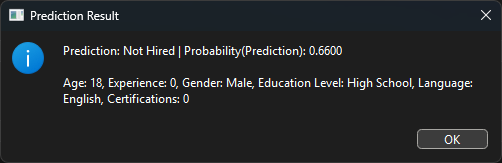 Prediction Result
Prediction: Not Hired | Probability(Prediction): 0.6600
Age: 18, Experience: 0, Gender: Male, Education Level: High School, Language:
English, Certifications: 0
OK